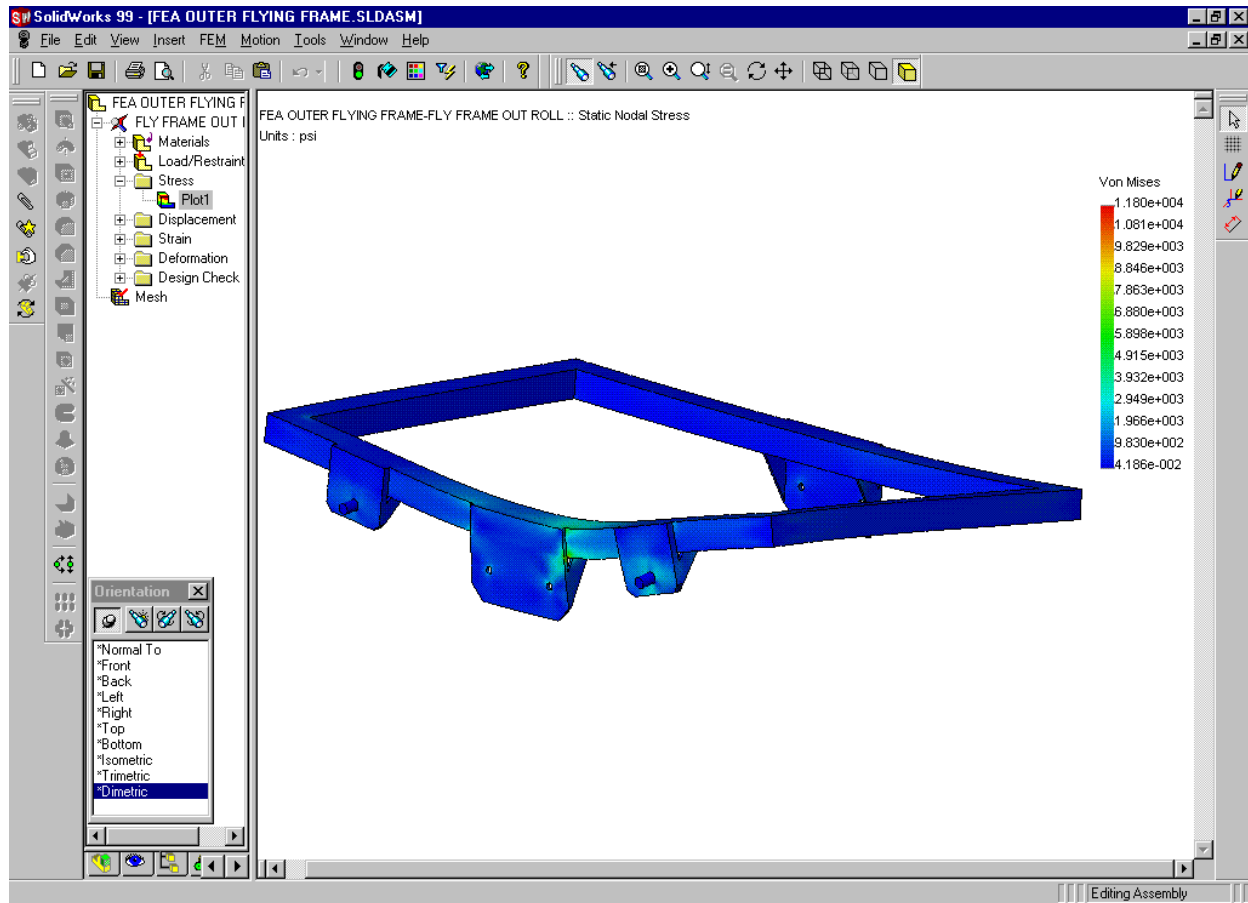 SolidWorks 99 - [FEA OUTER FLYING FRAME.SLDASM]
File Edit View Insert FEM Motion Tools Window Help
FEA OUTER FLYING F
FLY FRAME OUT
Materials
Load/Restraint
Stress
Plot1
Displacement
Strain
Deformation
Design Check
Mesh
FEA OUTER FLYING FRAME-FLY FRAME OUT ROLL :: Static Nodal Stress
Units : psi
Von Mises
1.180e+004
1.081e+004
9.829e+003
8.846e+003
7.863e+003
6.880e+003
5.898e+003
4.915e+003
3.932e+003
2.949e+003
1.966e+003
9.830e+002
4.186e-002
Orientation
*Normal To
*Front
*Back
*Left
*Right
*Top
*Bottom
*Isometric
*Trimetric
*Dimetric
Editing Assembly